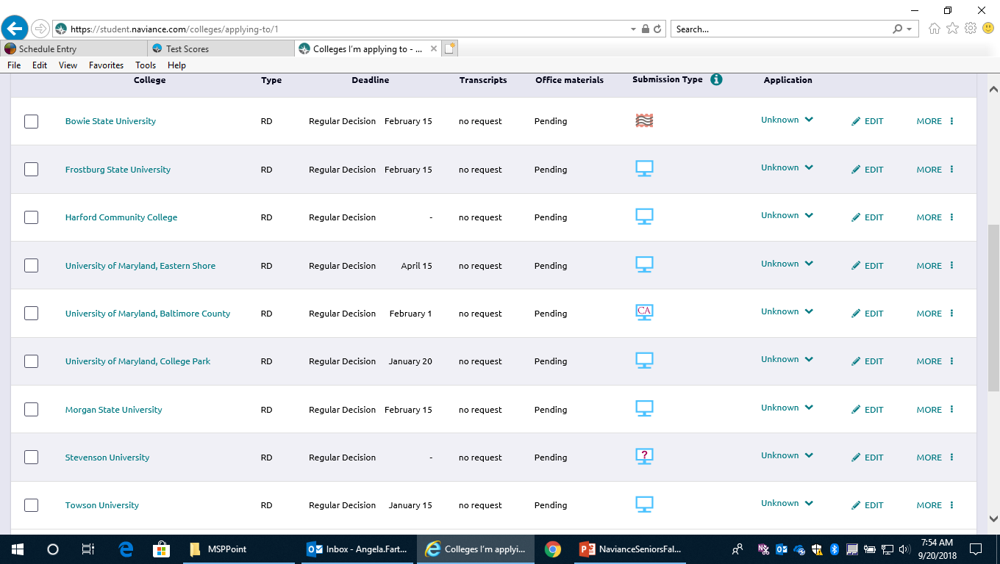 https://student.naviance.com/colleges/applying-to/1
Search...
Schedule Entry
Test Scores
Colleges I'm applying to - ...
File Edit View Favorites Tools Help
College Type Deadline Transcripts Office materials Submission Type i Application
Bowie State University RD Regular Decision February 15 no request Pending Unknown EDIT MORE
Frostburg State University RD Regular Decision February 15 no request Pending Unknown EDIT MORE
Harford Community College RD Regular Decision - no request Pending Unknown EDIT MORE
University of Maryland, Eastern Shore RD Regular Decision April 15 no request Pending Unknown EDIT MORE
University of Maryland, Baltimore County RD Regular Decision February 1 no request Pending CA Unknown EDIT MORE
University of Maryland, College Park RD Regular Decision January 20 no request Pending Unknown EDIT MORE
Morgan State University RD Regular Decision February 15 no request Pending Unknown EDIT MORE
Stevenson University RD Regular Decision - no request Pending ? Unknown EDIT MORE
Towson University RD Regular Decision January 15 no request Pending Unknown EDIT MORE
MSPPoint
Inbox - Angela.Fart...
Colleges I'm applyi...
NavianceSeniorsFal...
7:54 AM
9/20/2018